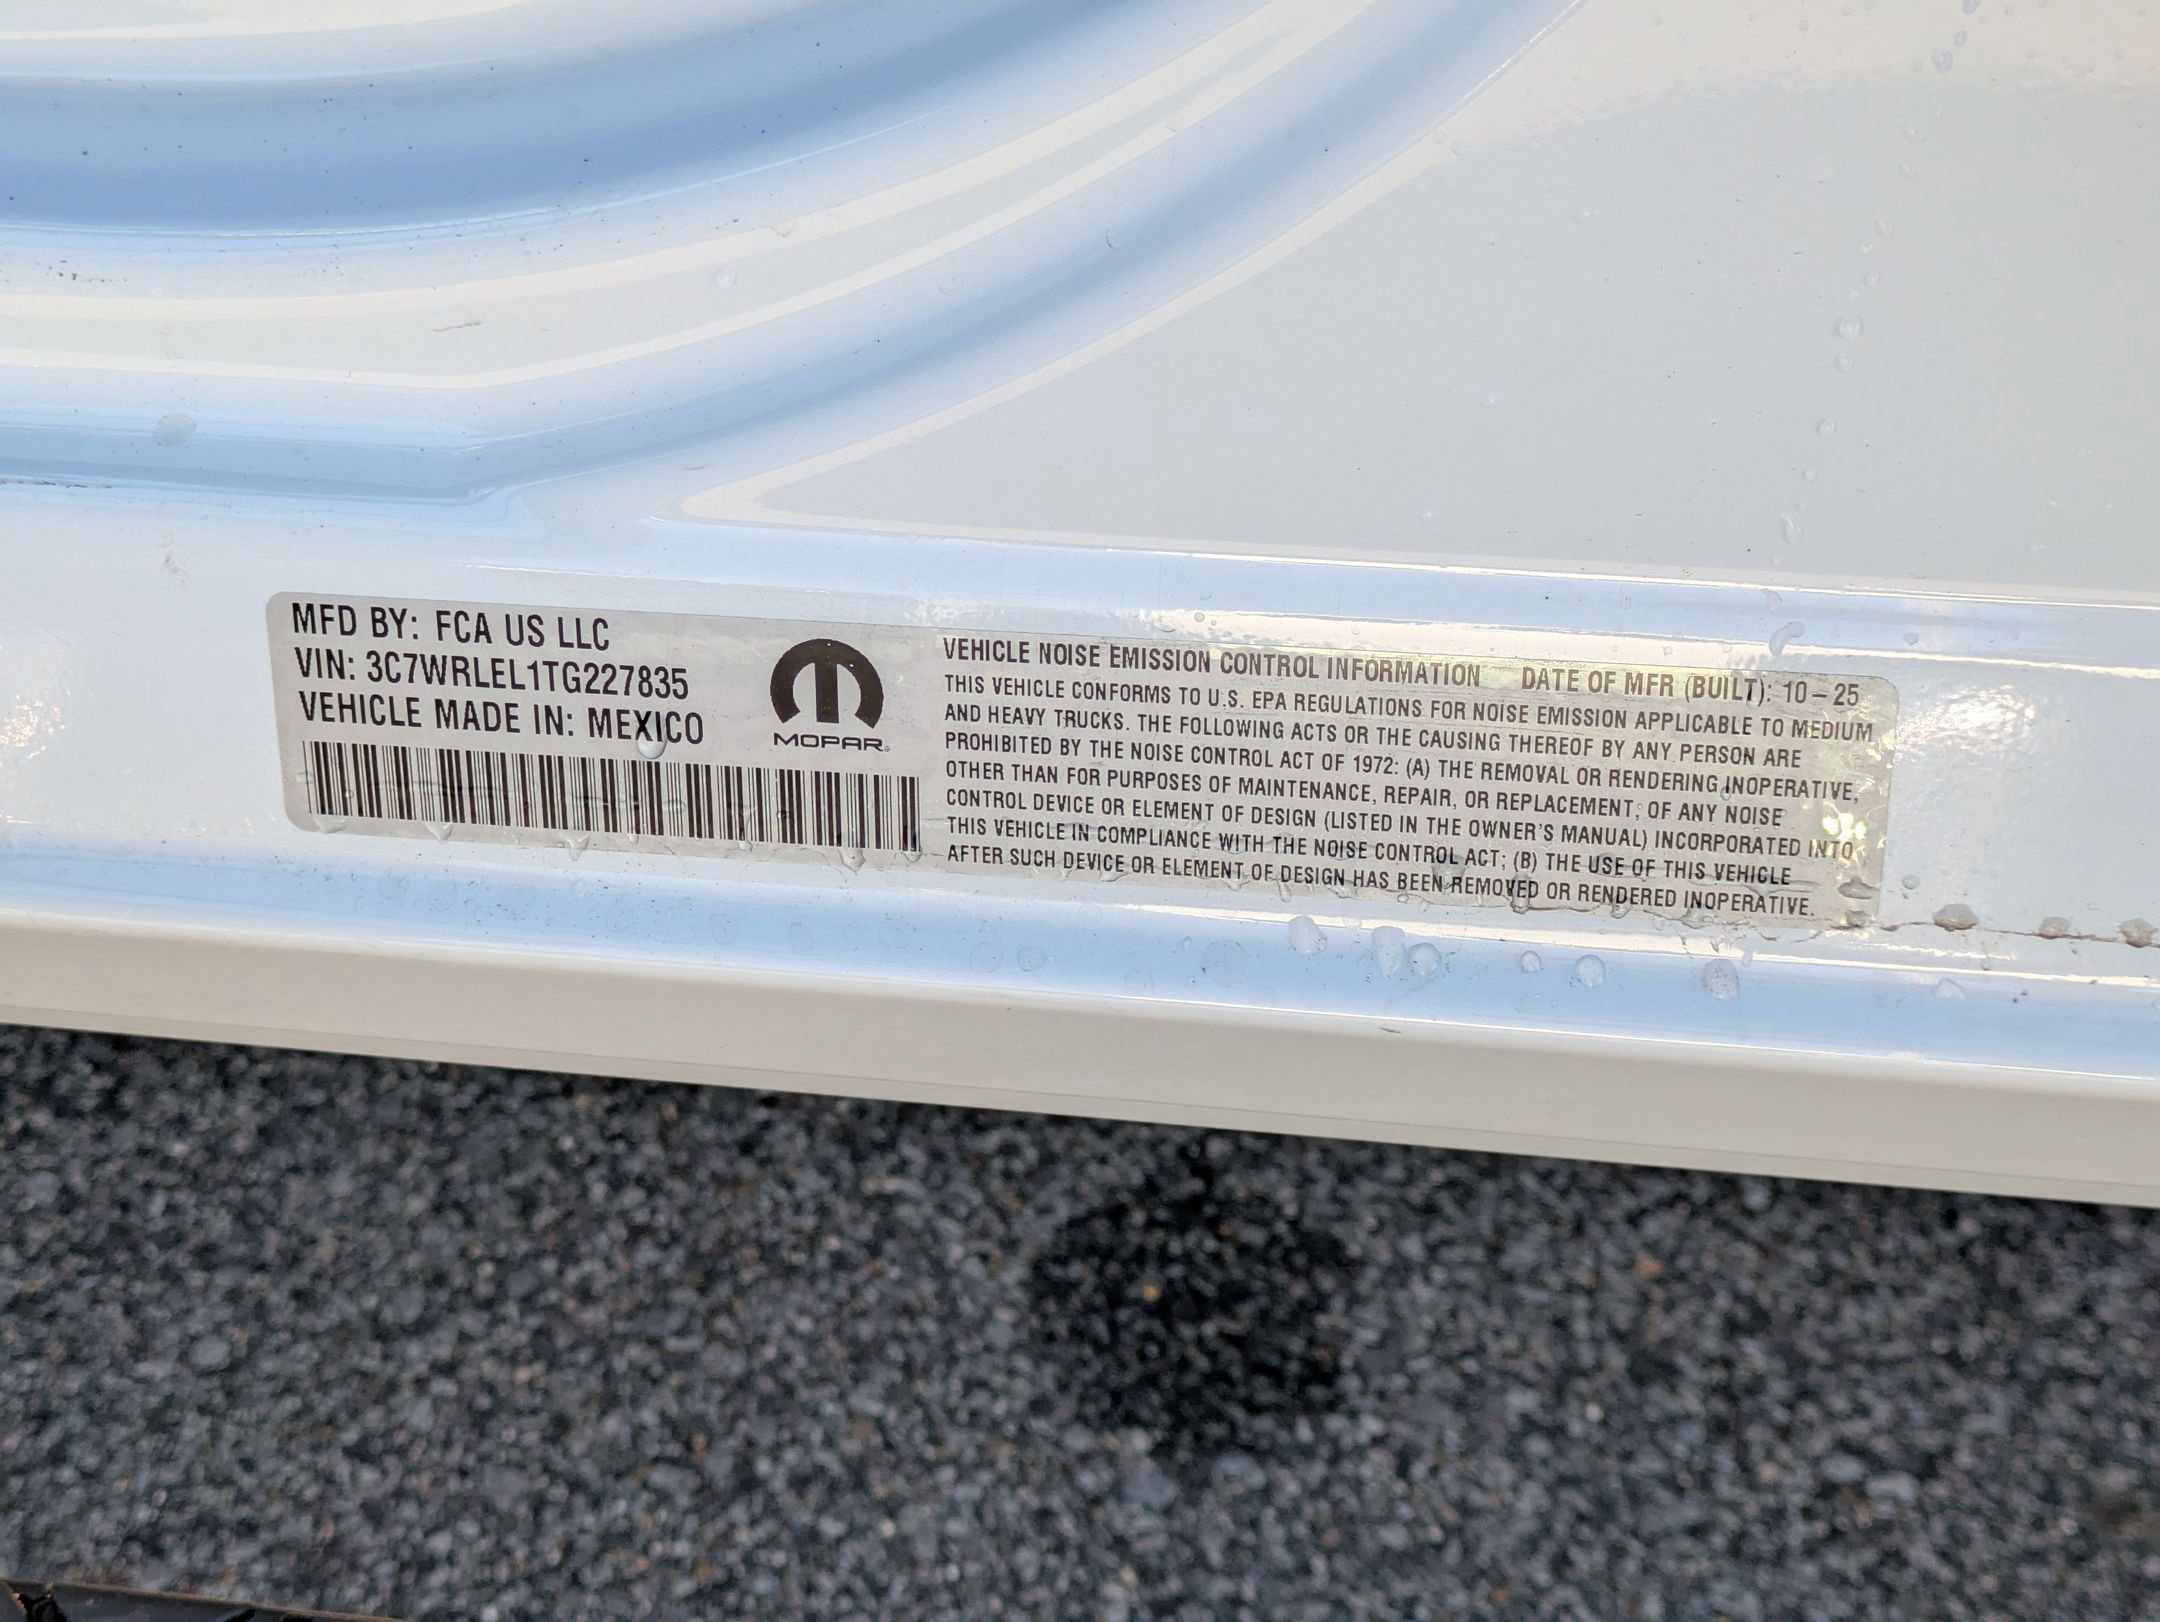 MFD BY: FCA US LLC
VIN: 3C7WRLEL1TG227835
VEHICLE MADE IN: MEXICO
MOPAR®
VEHICLE NOISE EMISSION CONTROL INFORMATION DATE OF MFR (BUILT): 10-25
THIS VEHICLE CONFORMS TO U.S. EPA REGULATIONS FOR NOISE EMISSION APPLICABLE TO MEDIUM
AND HEAVY TRUCKS. THE FOLLOWING ACTS OR THE CAUSING THEREOF BY ANY PERSON ARE
PROHIBITED BY THE NOISE CONTROL ACT OF 1972: (A) THE REMOVAL OR RENDERING INOPERATIVE,
OTHER THAN FOR PURPOSES OF MAINTENANCE, REPAIR, OR REPLACEMENT; OF ANY NOISE
CONTROL DEVICE OR ELEMENT OF DESIGN (LISTED IN THE OWNER'S MANUAL) INCORPORATED INTO
THIS VEHICLE IN COMPLIANCE WITH THE NOISE CONTROL ACT; (B) THE USE OF THIS VEHICLE
AFTER SUCH DEVICE OR ELEMENT OF DESIGN HAS BEEN REMOVED OR RENDERED INOPERATIVE.